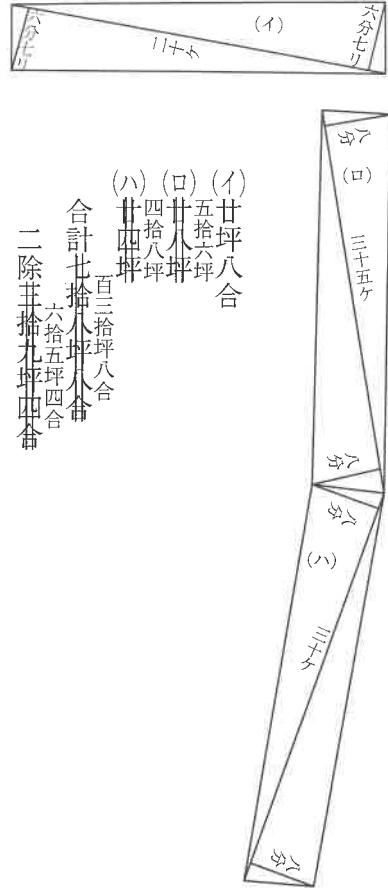 六分七リ
(イ)
二十ケ
六分七リ
八分
(ロ)
三十五ケ
八分
八分
(ハ)
三十ケ
八分
(イ)廿坪八合
五拾六坪
(ロ)廿八坪
四拾八坪
(ハ)廿四坪
百三拾坪八合
合計七拾八坪八合
六拾五坪四合
二除三拾九坪四合